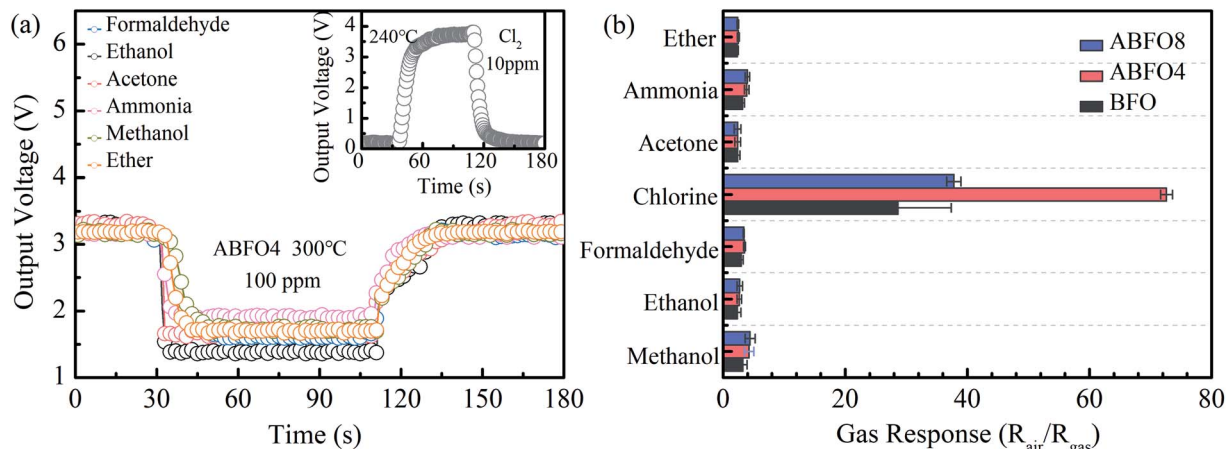 (a)
Output Voltage (V)
6
5
4
3
2
1
0
30
60
90
120
150
180
Time (s)
Formaldehyde
Ethanol
Acetone
Ammonia
Methanol
Ether
ABFO4 300℃
100 ppm
Output Voltage (V)
4
3
2
1
0
240℃
Cl₂
10ppm
0
60
120
180
Time (s)
(b)
Ether
Ammonia
Acetone
Chlorine
Formaldehyde
Ethanol
Methanol
ABFO8
ABFO4
BFO
0
20
40
60
80
Gas Response (R_air/R_gas)